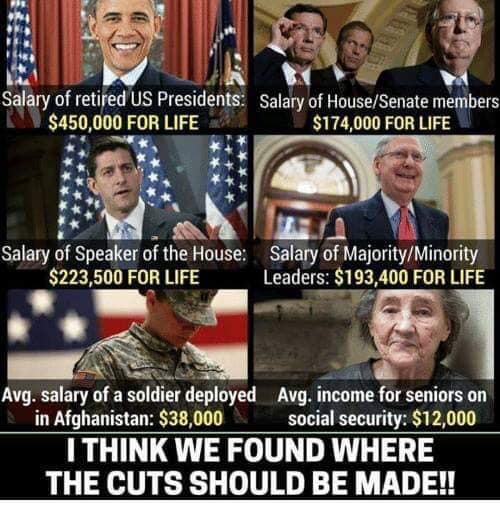 Salary of retired US Presidents:
$450,000 FOR LIFE
Salary of House/Senate members
$174,000 FOR LIFE
Salary of Speaker of the House:
$223,500 FOR LIFE
Salary of Majority/Minority
Leaders: $193,400 FOR LIFE
Avg. salary of a soldier deployed
in Afghanistan: $38,000
Avg. income for seniors on
social security: $12,000
I THINK WE FOUND WHERE
THE CUTS SHOULD BE MADE!!